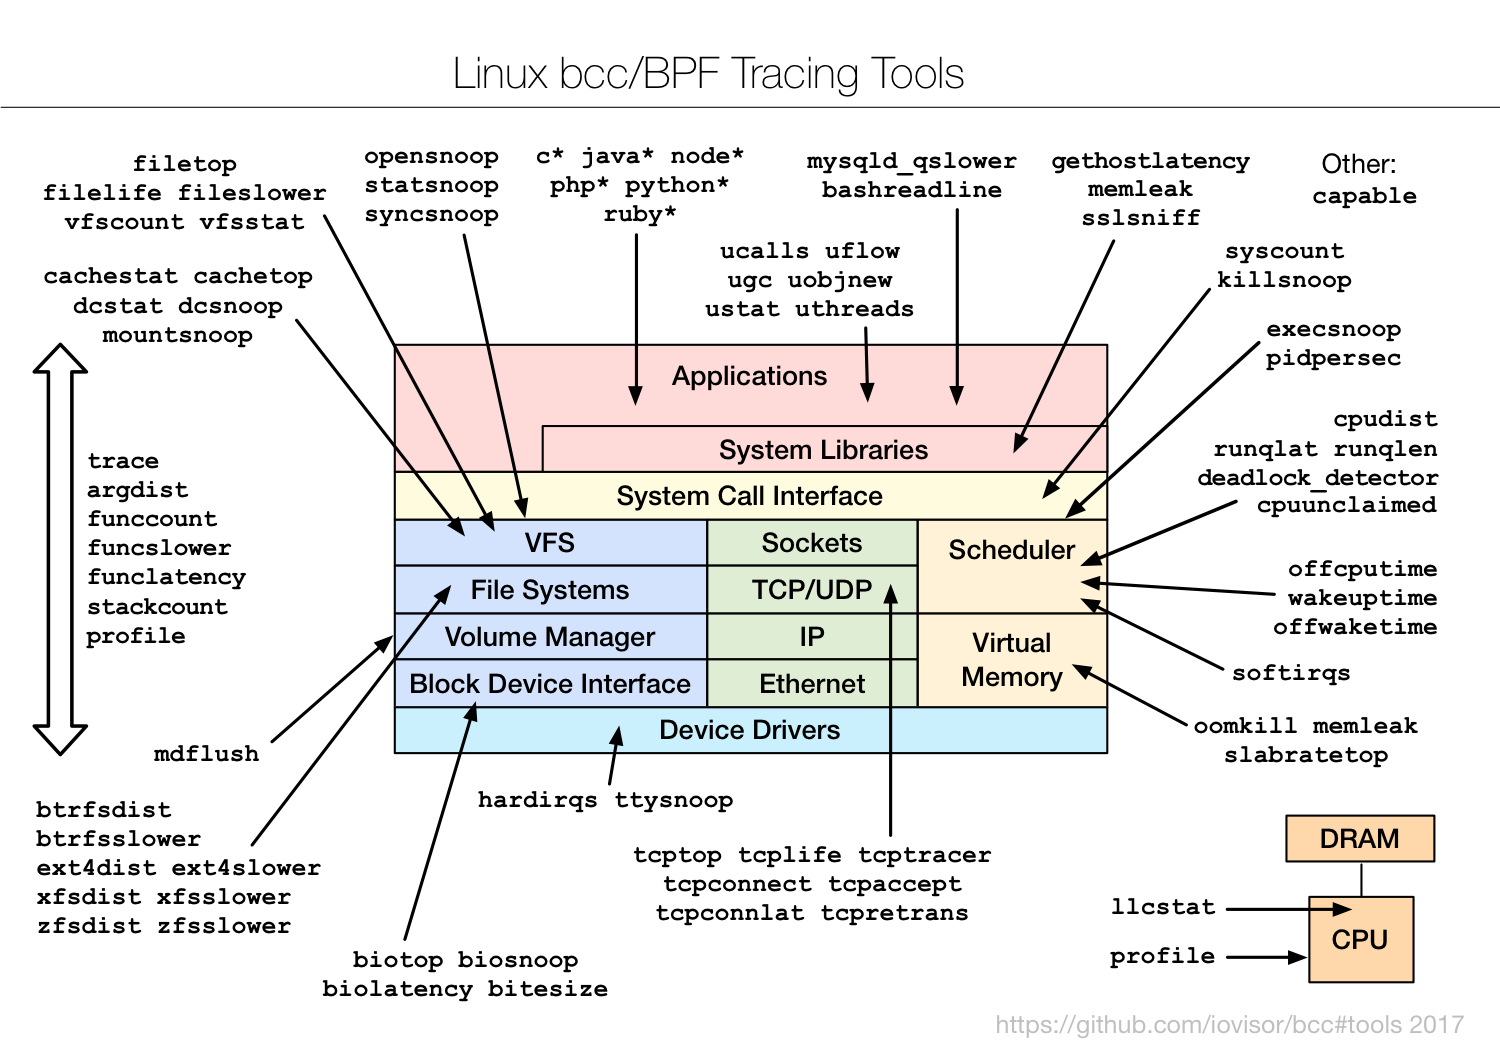 Linux bcc/BPF Tracing Tools
filetop
filelife fileslower
vfscount vfsstat
opensnoop
statsnoop
syncsnoop
c* java* node*
php* python*
ruby*
mysqld_qslower
bashreadline
gethostlatency
memleak
sslsniff
Other:
capable
cachestat cachetop
dcstat dcsnoop
mountsnoop
ucalls uflow
ugc uobjnew
ustat uthreads
syscount
killsnoop
execsnoop
pidpersec
Applications
System Libraries
System Call Interface
VFS
Sockets
Scheduler
File Systems
TCP/UDP
Volume Manager
IP
Virtual
Memory
Block Device Interface
Ethernet
Device Drivers
cpudist
runqlat runqlen
deadlock_detector
cpuunclaimed
offcputime
wakeuptime
offwaketime
softirqs
oomkill memleak
slabratetop
trace
argdist
funccount
funcslower
funclatency
stackcount
profile
mdflush
btrfsdist
btrfsslower
ext4dist ext4slower
xfsdist xfsslower
zfsdist zfsslower
hardirqs ttysnoop
biotop biosnoop
biolatency bitesize
tcptop tcplife tcptracer
tcpconnect tcpaccept
tcpconnlat tcpretrans
DRAM
llcstat
CPU
profile
https://github.com/iovisor/bcc#tools 2017